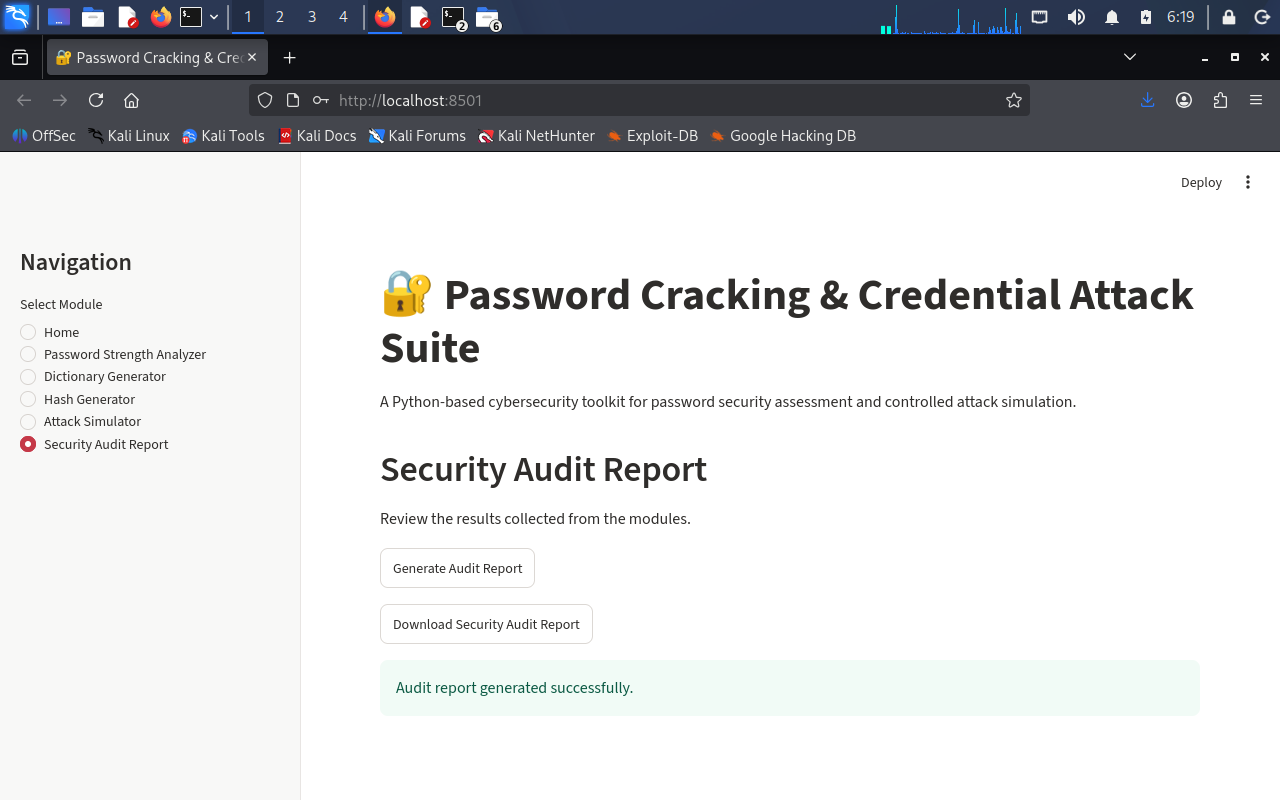 1 2 3 4 2 6 6:19
Password Cracking & Cre
http://localhost:8501
OffSec Kali Linux Kali Tools Kali Docs Kali Forums Kali NetHunter Exploit-DB Google Hacking DB
Deploy
Navigation
Select Module
Home
Password Strength Analyzer
Dictionary Generator
Hash Generator
Attack Simulator
Security Audit Report
Password Cracking & Credential Attack
Suite
A Python-based cybersecurity toolkit for password security assessment and controlled attack simulation.
Security Audit Report
Review the results collected from the modules.
Generate Audit Report
Download Security Audit Report
Audit report generated successfully.